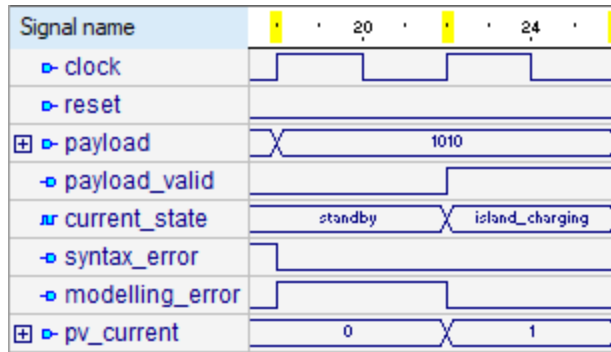 Signal name 20 24
clock
reset
payload 1010
payload_valid
current_state standby island_charging
syntax_error
modelling_error
pv_current 0 1